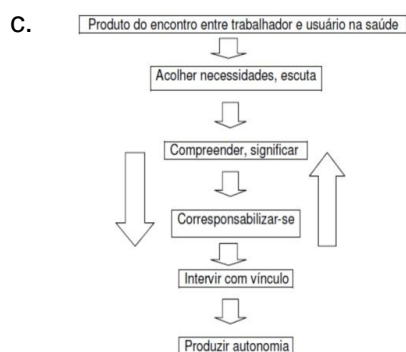 c.
Produto do encontro entre trabalhador e usuário na saúde
Acolher necessidades, escuta
Compreender, significar
Corresponsabilizar-se
Intervir com vínculo
Produzir autonomia